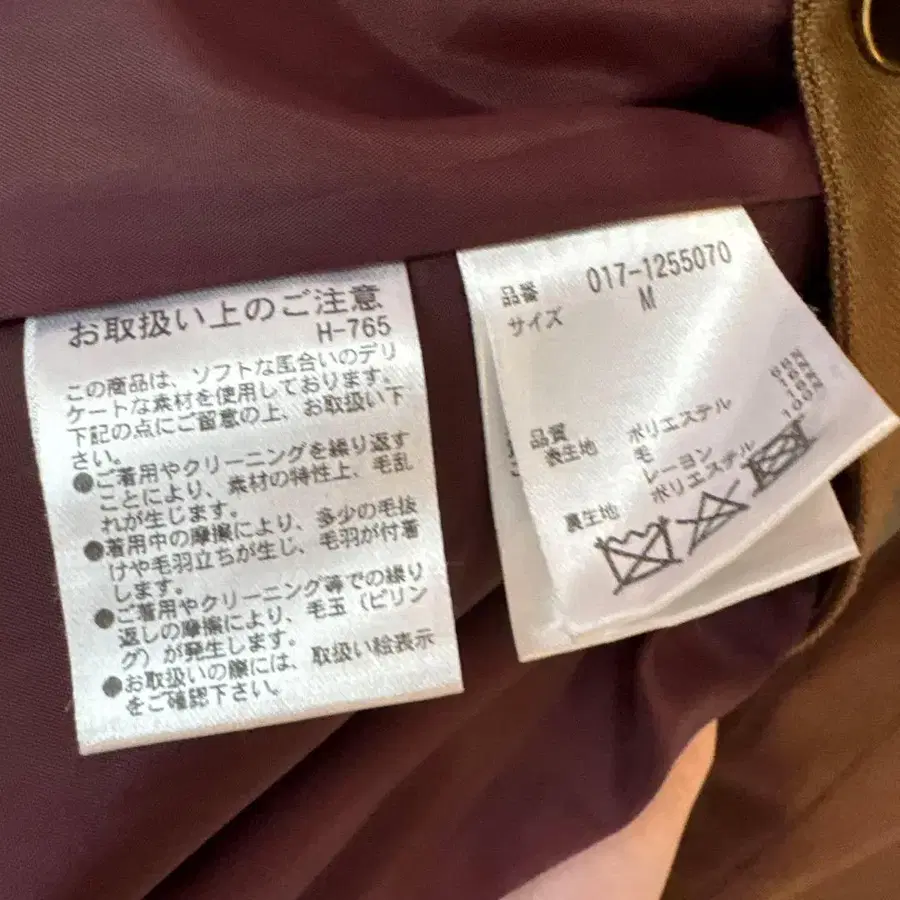 お取扱い上のご注意
H-765
この商品は、ソフトな風合いのデリ
ケートな素材を使用しております。
下記の点にご留意の上、お取扱い下
さい。
●ご着用やクリーニングを繰り返す
ことにより、素材の特性上、毛乱
れが生じます。
●着用中の摩擦により、多少の毛抜
けや毛羽立ちが生じ、毛羽が付着
します。
●ご着用やクリーニング等での繰り
返しの摩擦により、毛玉（ピリン
グ）が発生します。
●お取扱いの際には、取扱い絵表示
をご確認下さい。
品番 017-1255070
サイズ M
品質
表生地 ポリエステル
毛
レーヨン
裏生地 ポリエステル 100%